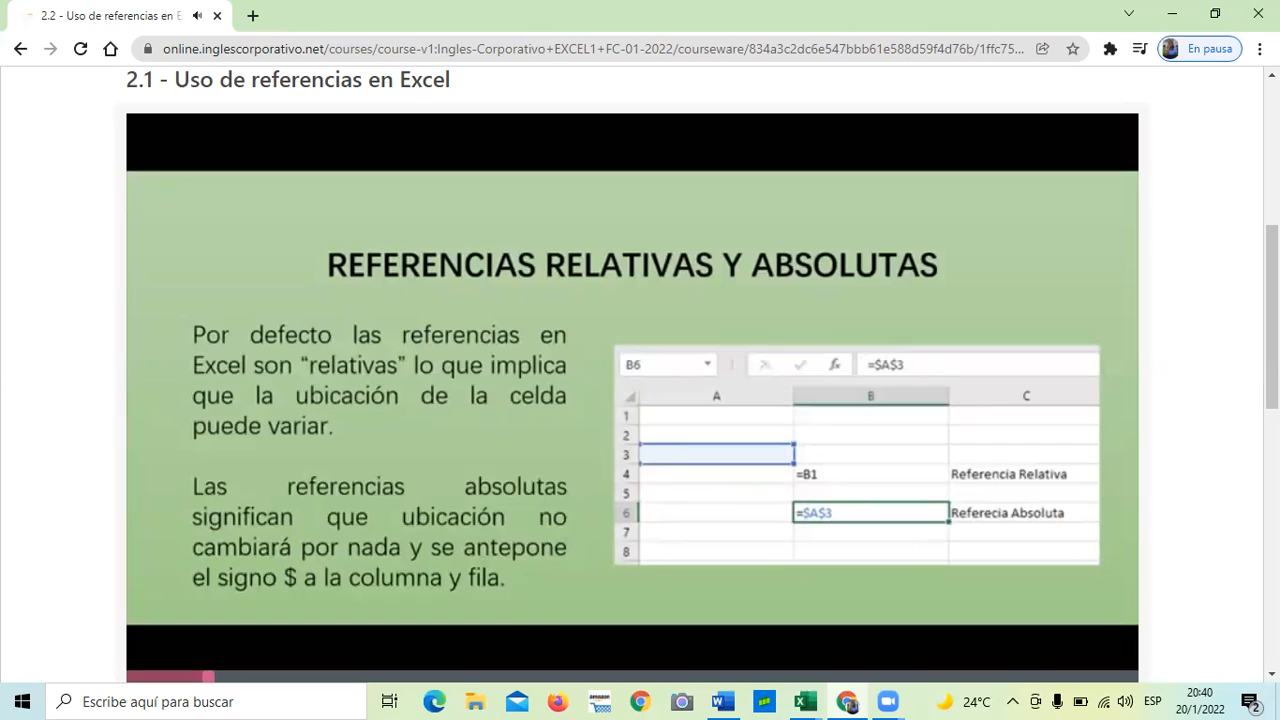 2.2 - Uso de referencias en E
En pausa
online.inglescorporativo.net/courses/course-v1:Ingles-Corporativo+EXCEL1+FC-01-2022/courseware/834a3c2dc6e547bbb61e588d59f4d76b/1ffc75...
2.1 - Uso de referencias en Excel
REFERENCIAS RELATIVAS Y ABSOLUTAS
Por defecto las referencias en
Excel son “relativas” lo que implica
que la ubicación de la celda
puede variar.
Las referencias absolutas
significan que ubicación no
cambiará por nada y se antepone
el signo $ a la columna y fila.
B6 fx =$A$3
A B C
1
2
3
4 =B1 Referencia Relativa
5
6 =$A$3 Referecia Absoluta
7
8
Escribe aquí para buscar
amazon
24°C
ESP
20:40
20/1/2022
2